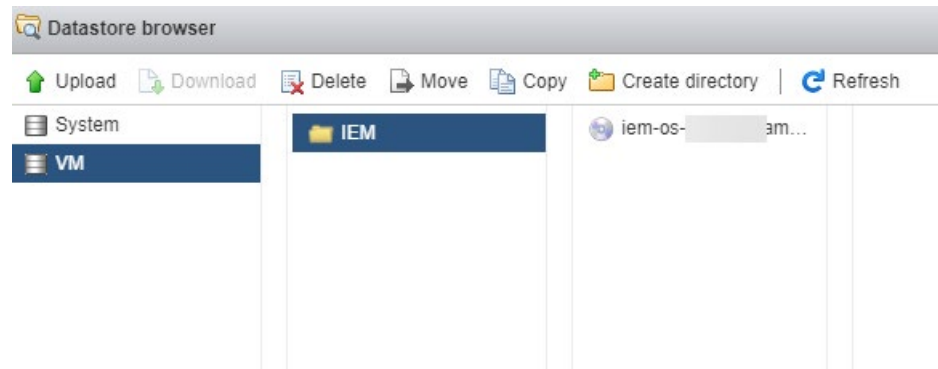 Datastore browser
Upload Download Delete Move Copy Create directory Refresh
System IEM iem-os- am...
VM